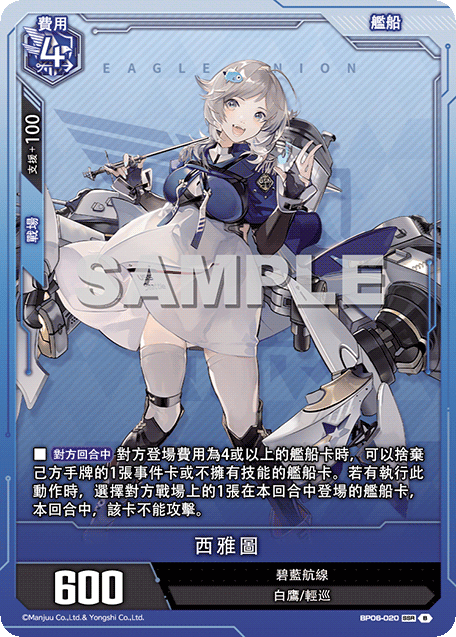 費用
艦船
4
EAGLE UNION
支援+100
戰場
SAMPLE
■ 對方回合中 對方登場費用為4或以上的艦船卡時，可以捨棄
己方手牌的1張事件卡或不擁有技能的艦船卡。若有執行此
動作時，選擇對方戰場上的1張在本回合中登場的艦船卡，
本回合中，該卡不能攻擊。
西雅圖
600
碧藍航線
白鷹/輕巡
©Manjuu Co.,Ltd. & Yongshi Co.,Ltd.
BP06-020 SSR B